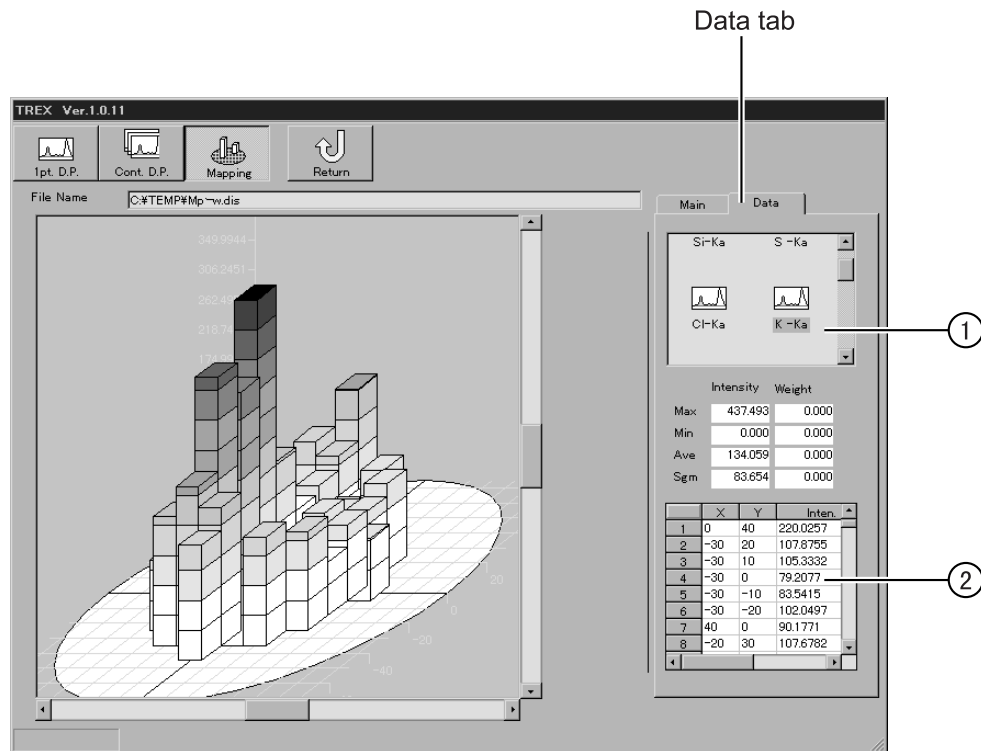 Data tab
TREX Ver.1.0.11
1pt. D.P.
Cont. D.P.
Mapping
Return
File Name
Main
Data
349.9944
306.2451
Si-Ka
S -Ka
Cl-Ka
K -Ka
1
Intensity Weight
Max 437.493 0.000
Min 0.000 0.000
Ave 134.059 0.000
Sgm 83.654 0.000
X Y Inten.
1 0 40 220.0257
2 -30 20 107.8755
3 -30 10 105.3332
4 -30 0 79.2077
5 -30 -10 83.5415
6 -30 -20 102.0497
7 40 0 90.1771
8 -20 30 107.6782
2
20
0
-20
-40